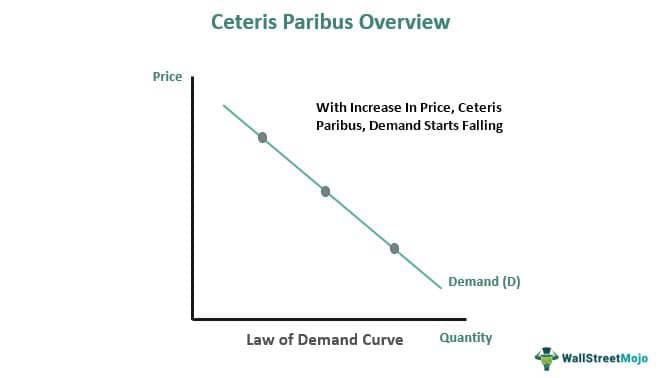 Ceteris Paribus Overview
Price
With Increase In Price, Ceteris
Paribus, Demand Starts Falling
Demand (D)
Law of Demand Curve
Quantity
WallStreetMojo